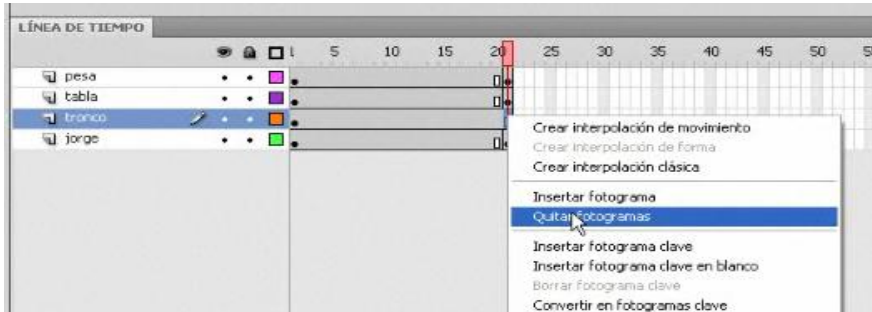 LÍNEA DE TIEMPO
1 5 10 15 20 25 30 35 40 45 50
pesa
tabla
tronco
jorge
Crear interpolación de movimiento
Crear interpolación de forma
Crear interpolación clásica
Insertar fotograma
Quitar fotogramas
Insertar fotograma clave
Insertar fotograma clave en blanco
Borrar fotograma clave
Convertir en fotogramas clave